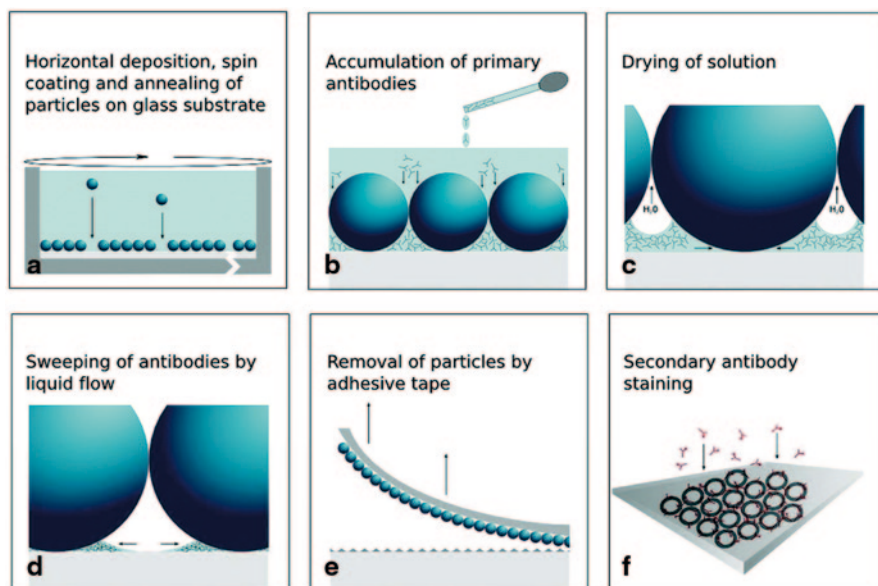 Horizontal deposition, spin
coating and annealing of
particles on glass substrate
a
Accumulation of primary
antibodies
b
Drying of solution
H₂O
H₂O
c
Sweeping of antibodies by
liquid flow
d
Removal of particles by
adhesive tape
e
Secondary antibody
staining
f